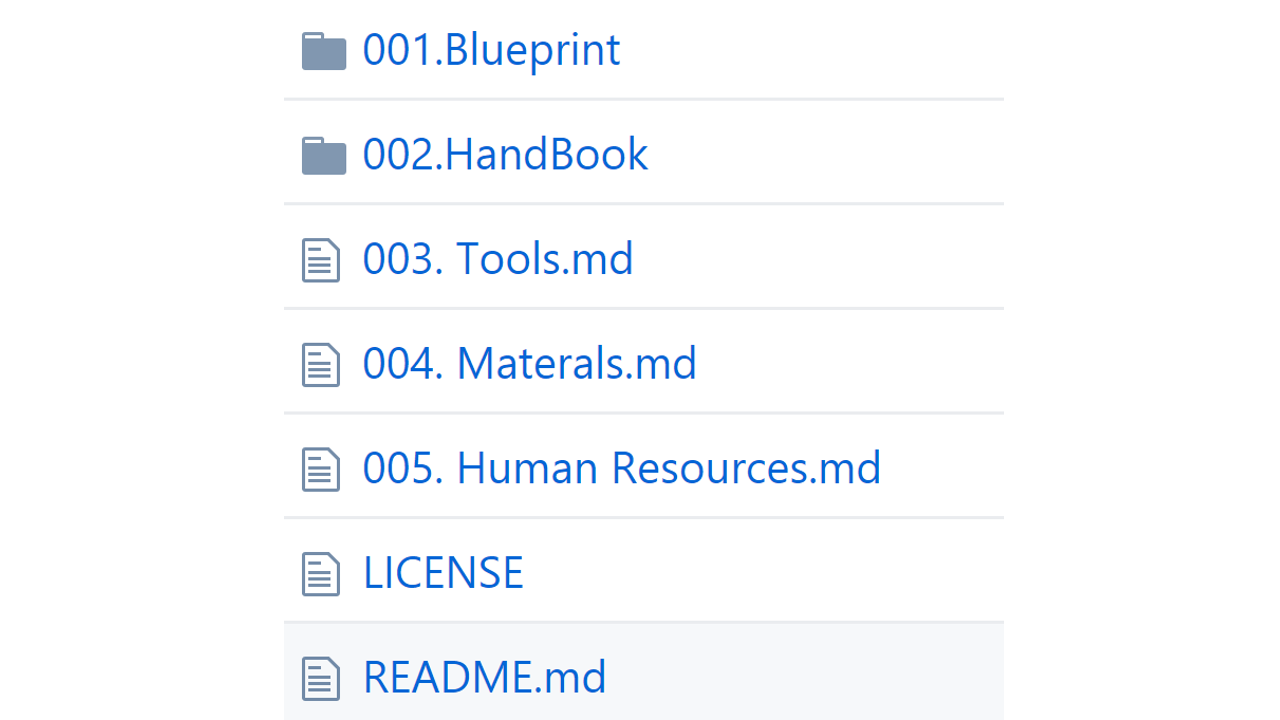 001.Blueprint
002.HandBook
003. Tools.md
004. Materals.md
005. Human Resources.md
LICENSE
README.md